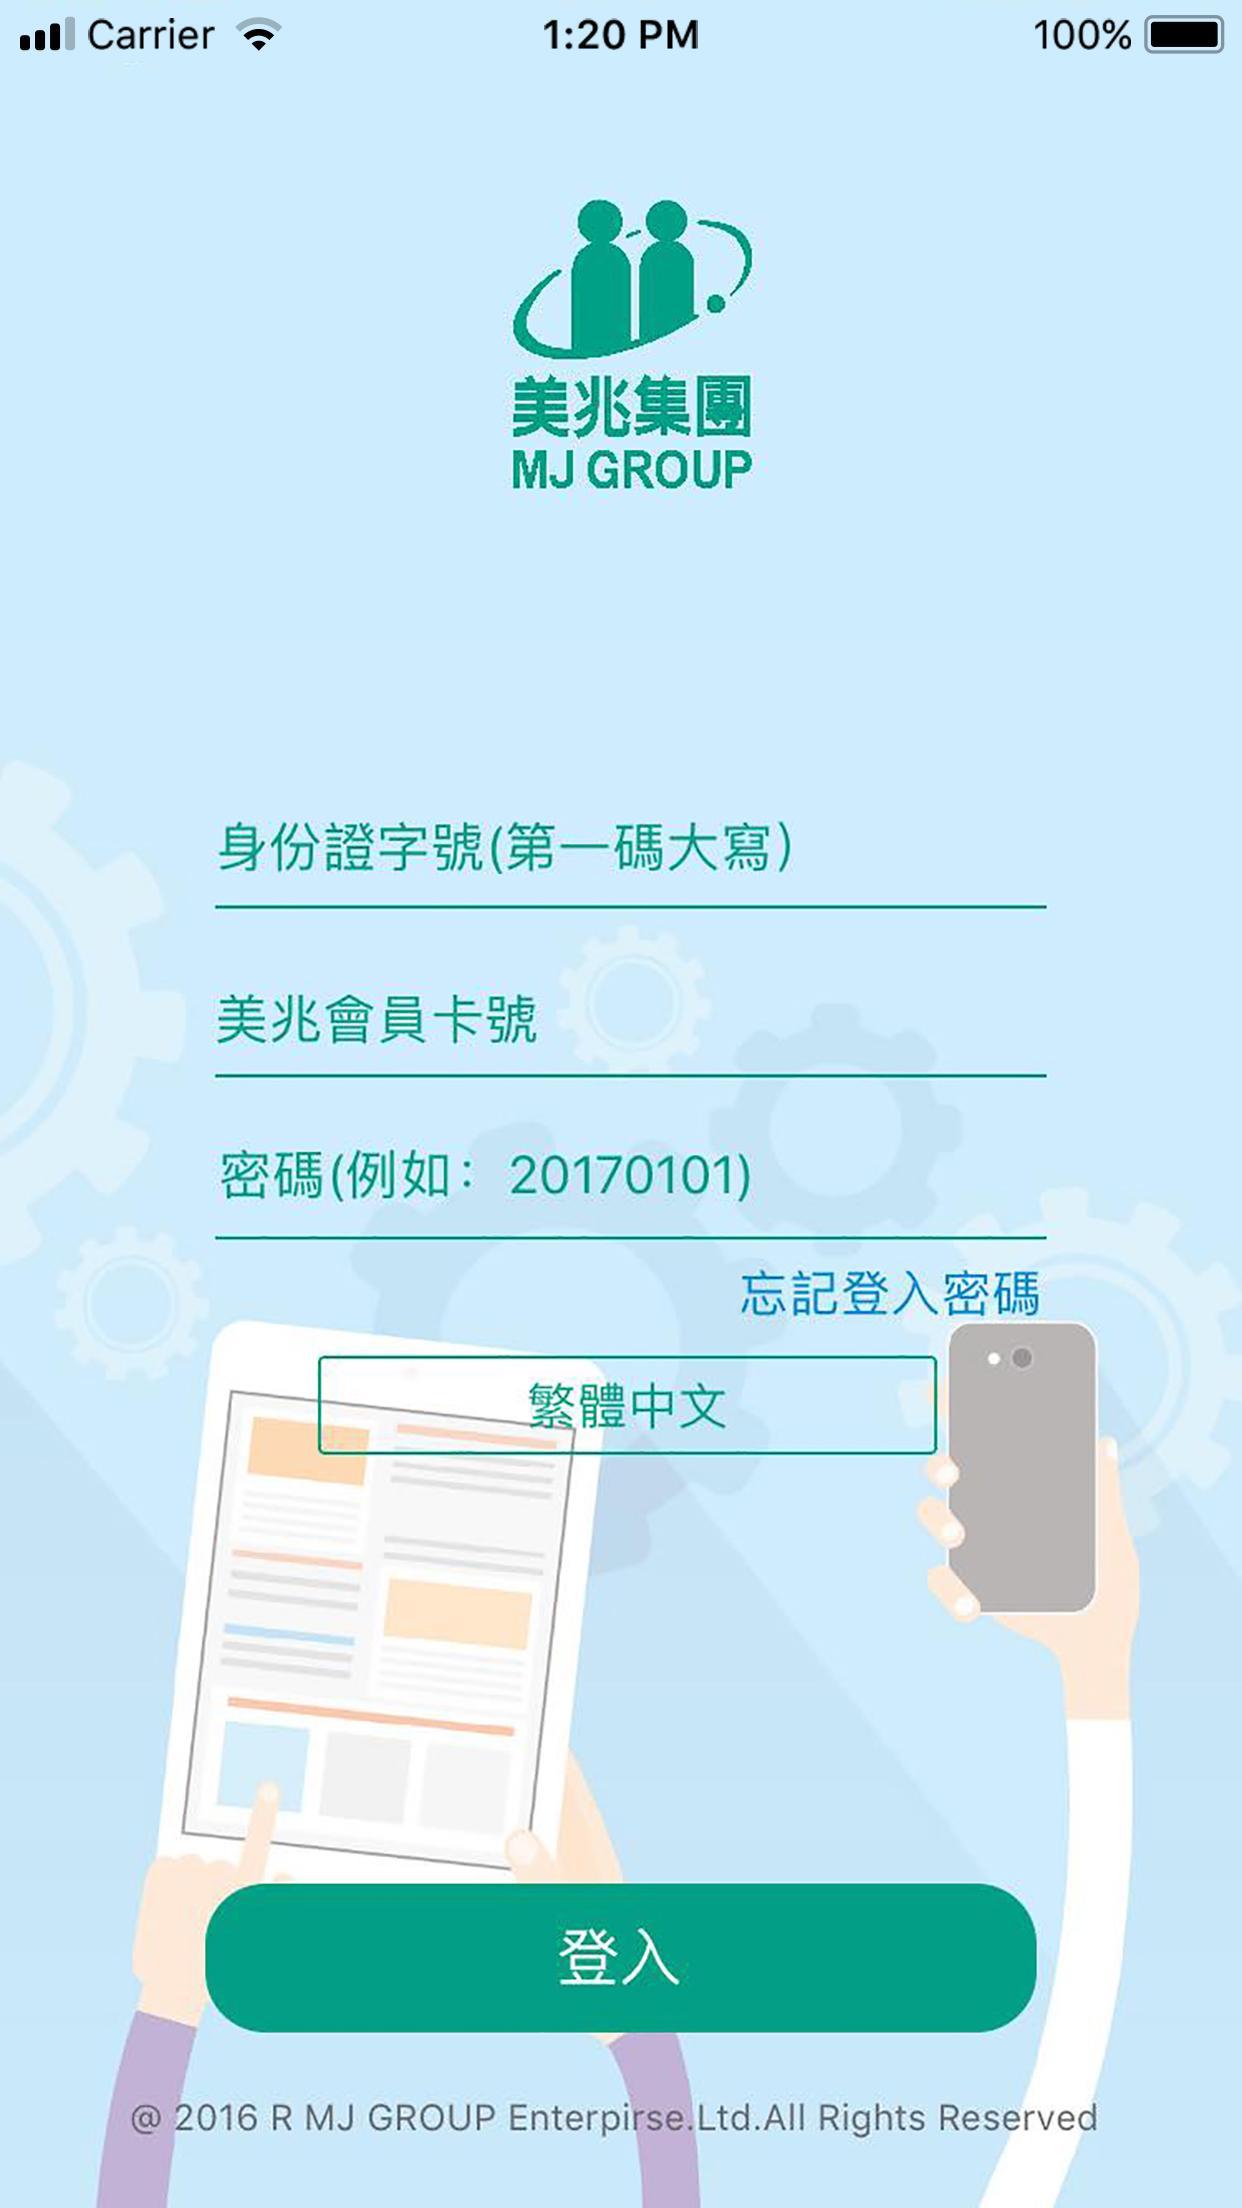 Carrier 1:20 PM 100%
美兆集團
MJ GROUP
身份證字號(第一碼大寫)
美兆會員卡號
密碼(例如：20170101)
忘記登入密碼
繁體中文
登入
@ 2016 R MJ GROUP Enterpirse.Ltd.All Rights Reserved